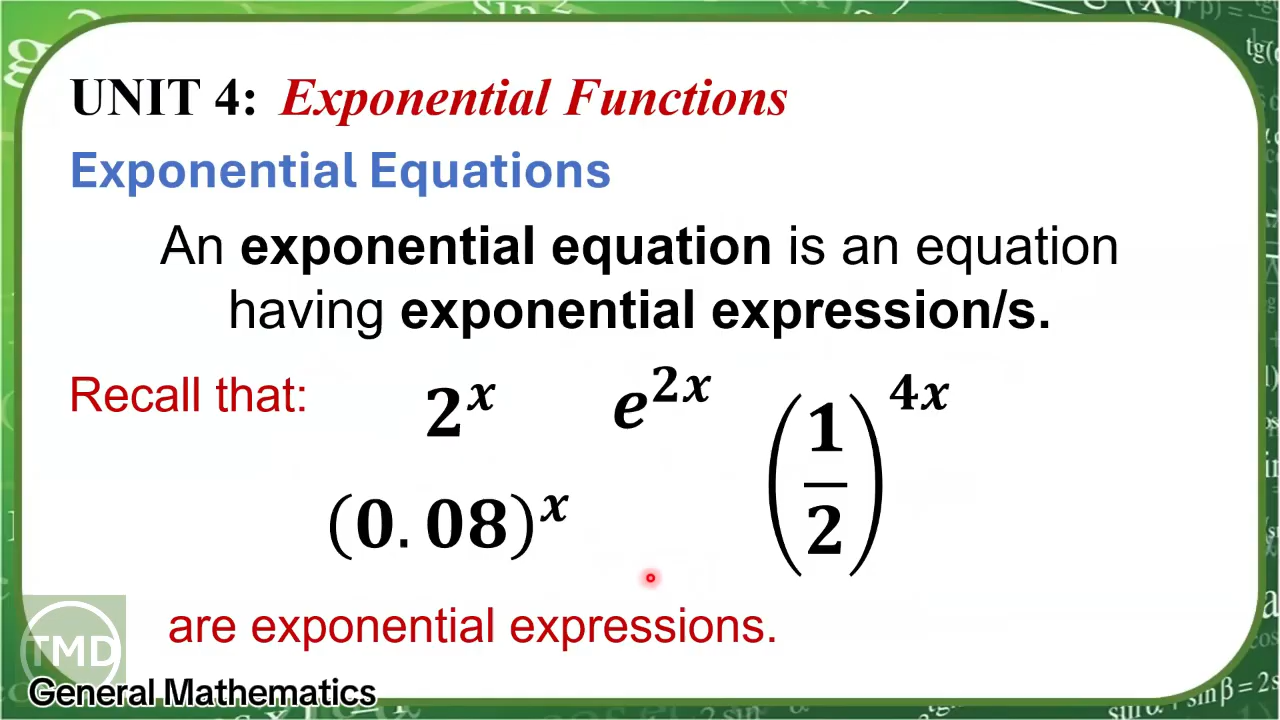 UNIT 4: Exponential Functions
Exponential Equations
An exponential equation is an equation
having exponential expression/s.
Recall that: 2^x e^{2x} (1/2)^{4x}
(0.08)^x
are exponential expressions.
TMD
General Mathematics